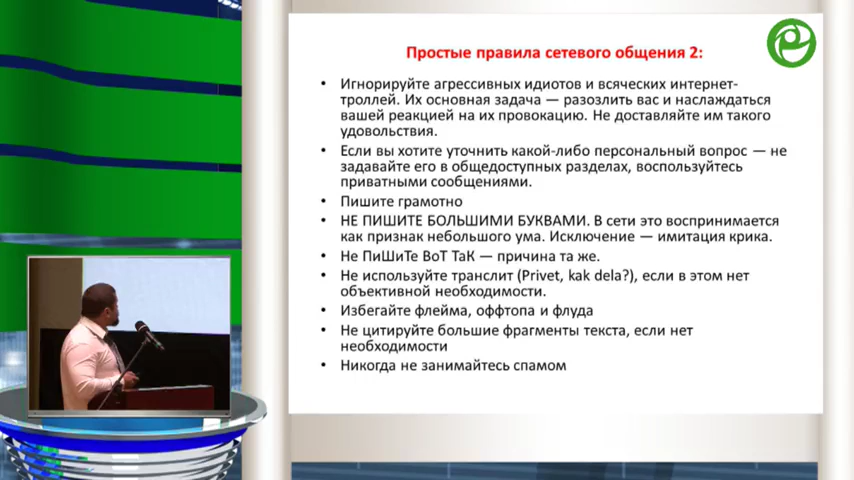 Простые правила сетевого общения 2:
• Игнорируйте агрессивных идиотов и всяческих интернет-
троллей. Их основная задача — разозлить вас и наслаждаться
вашей реакцией на их провокацию. Не доставляйте им такого
удовольствия.
• Если вы хотите уточнить какой-либо персональный вопрос — не
задавайте его в общедоступных разделах, воспользуйтесь
приватными сообщениями.
• Пишите грамотно
• НЕ ПИШИТЕ БОЛЬШИМИ БУКВАМИ. В сети это воспринимается
как признак небольшого ума. Исключение — имитация крика.
• Не ПиШиТе ВоТ ТаК — причина та же.
• Не используйте транслит (Privet, kak dela?), если в этом нет
объективной необходимости.
• Избегайте флейма, оффтопа и флуда
• Не цитируйте большие фрагменты текста, если нет
необходимости
• Никогда не занимайтесь спамом